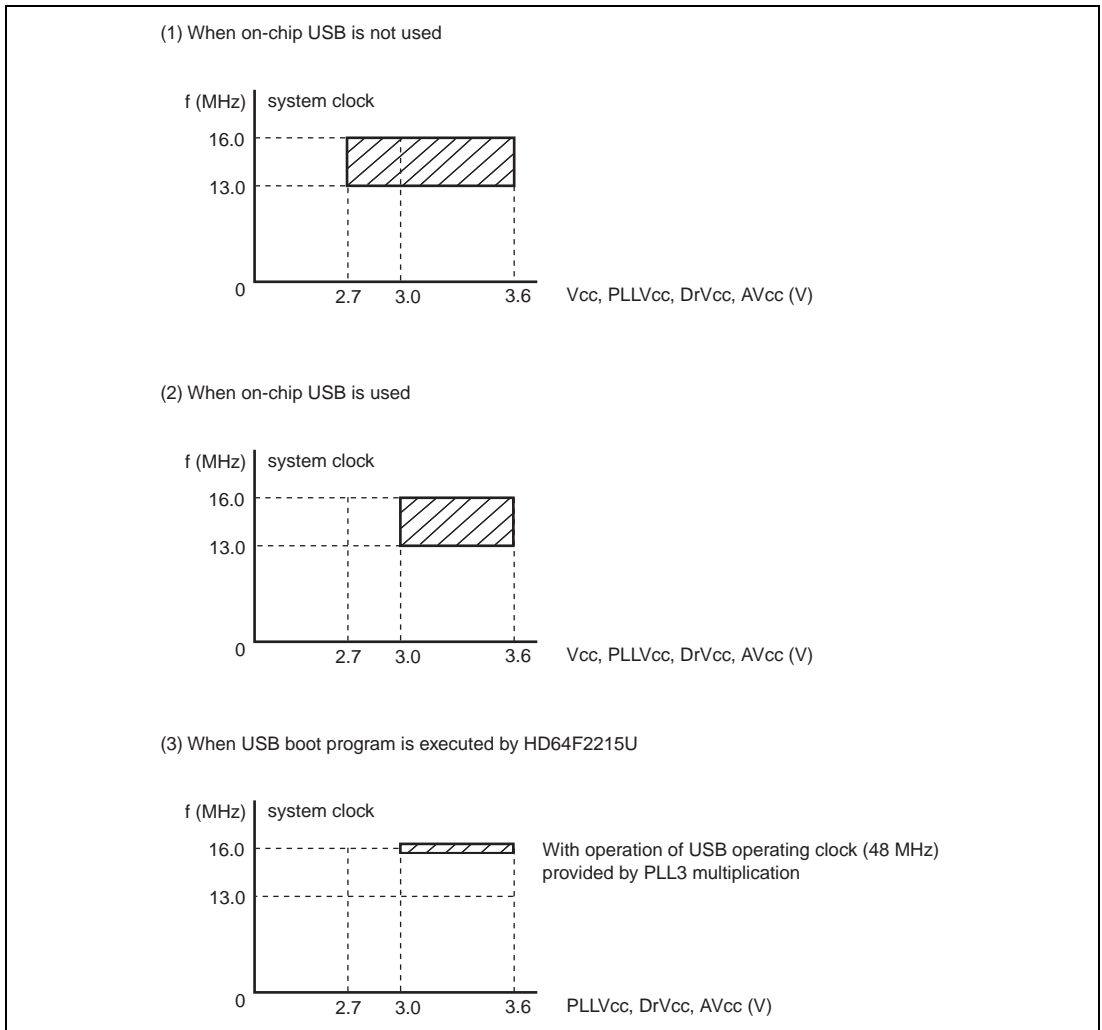 (1) When on-chip USB is not used
f (MHz) system clock
16.0
13.0
0
2.7 3.0 3.6 Vcc, PLLVcc, DrVcc, AVcc (V)
(2) When on-chip USB is used
f (MHz) system clock
16.0
13.0
0
2.7 3.0 3.6 Vcc, PLLVcc, DrVcc, AVcc (V)
(3) When USB boot program is executed by HD64F2215U
f (MHz) system clock
16.0 With operation of USB operating clock (48 MHz)
provided by PLL3 multiplication
13.0
0
2.7 3.0 3.6 PLLVcc, DrVcc, AVcc (V)